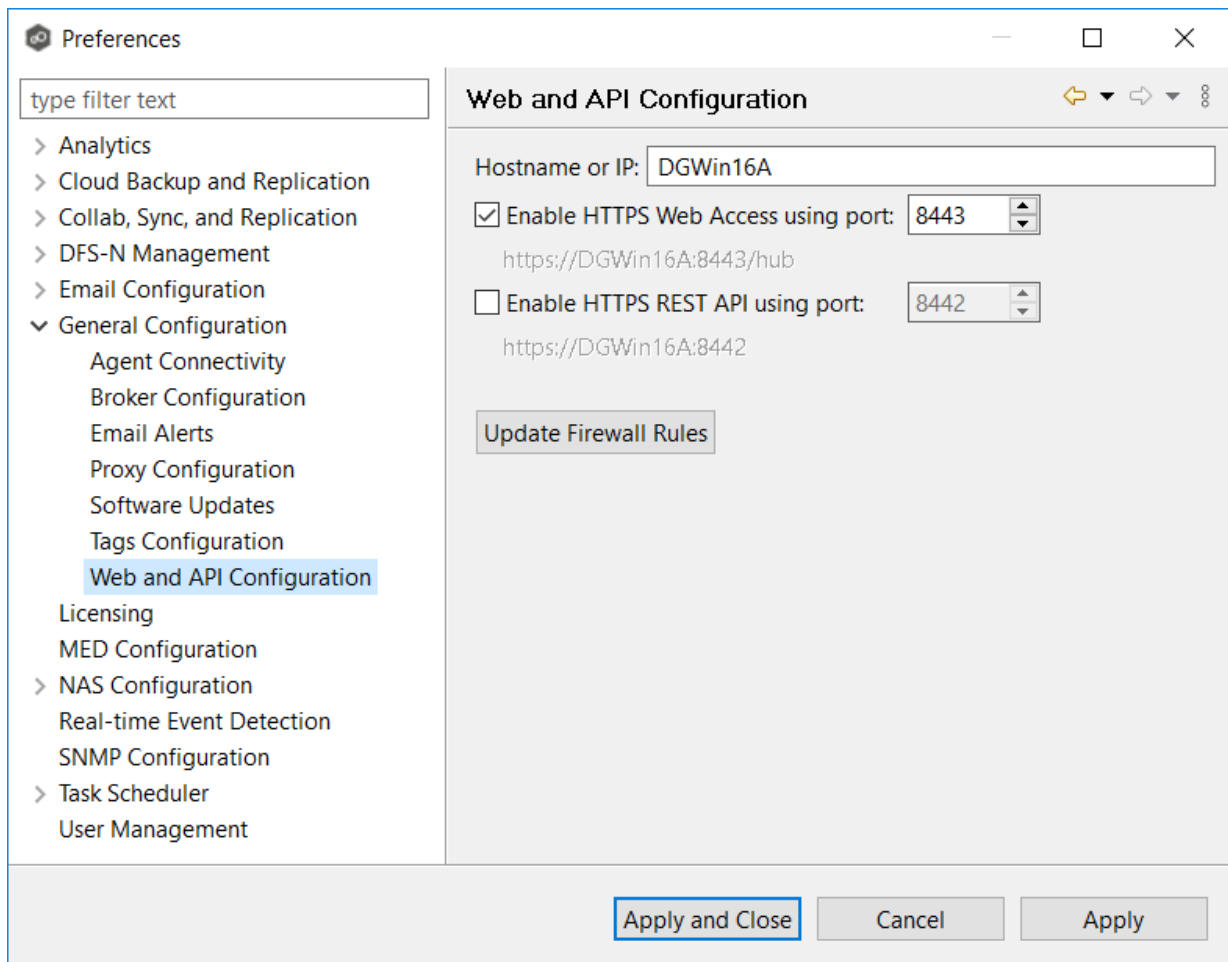 Preferences
type filter text
Analytics
Cloud Backup and Replication
Collab, Sync, and Replication
DFS-N Management
Email Configuration
General Configuration
Agent Connectivity
Broker Configuration
Email Alerts
Proxy Configuration
Software Updates
Tags Configuration
Web and API Configuration
Licensing
MED Configuration
NAS Configuration
Real-time Event Detection
SNMP Configuration
Task Scheduler
User Management
Web and API Configuration
Hostname or IP: DGWin16A
Enable HTTPS Web Access using port: 8443
https://DGWin16A:8443/hub
Enable HTTPS REST API using port: 8442
https://DGWin16A:8442
Update Firewall Rules
Apply and Close Cancel Apply